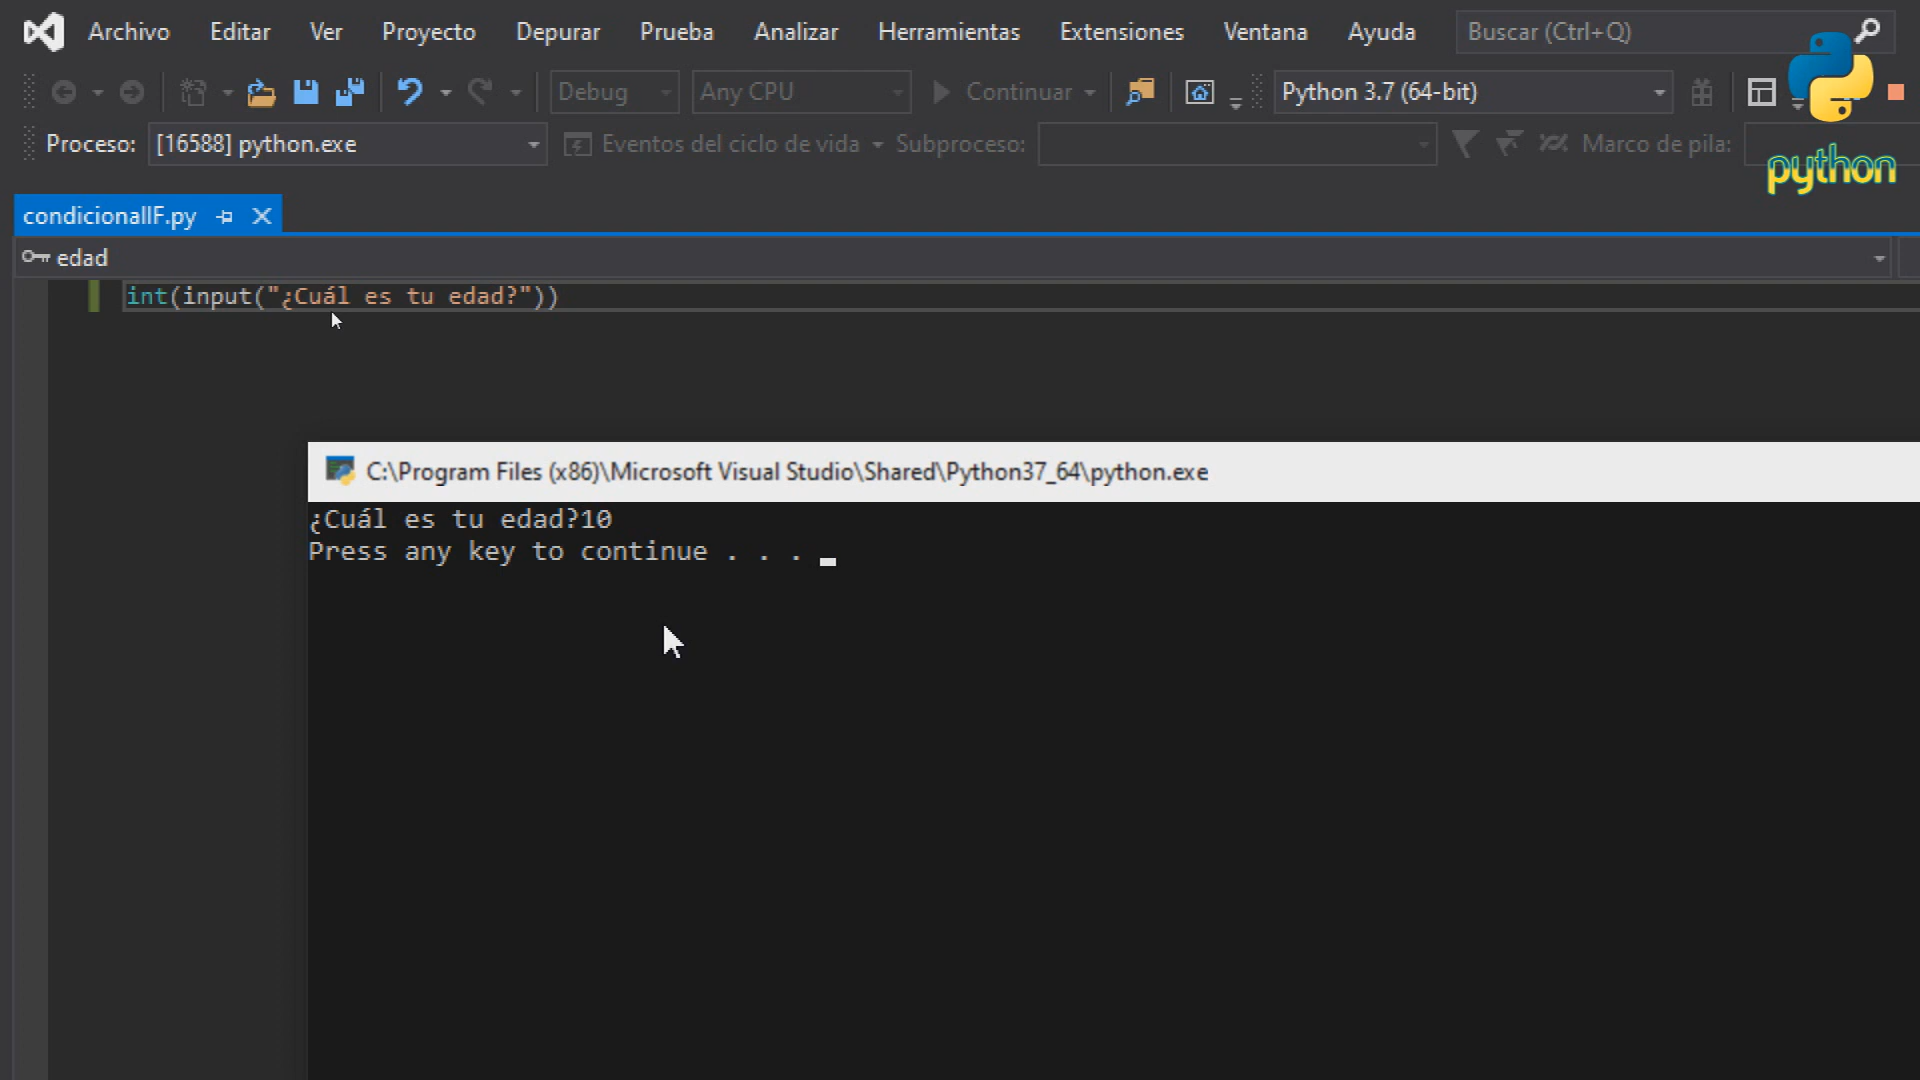 Archivo Editar Ver Proyecto Depurar Prueba Analizar Herramientas Extensiones Ventana Ayuda Buscar (Ctrl+Q)
Debug Any CPU Continuar Python 3.7 (64-bit)
Proceso: [16588] python.exe Eventos del ciclo de vida Subproceso: Marco de pila:
python
condicionalIF.py
edad
int(input("¿Cuál es tu edad?"))
C:\Program Files (x86)\Microsoft Visual Studio\Shared\Python37_64\python.exe
¿Cuál es tu edad?10
Press any key to continue . . .